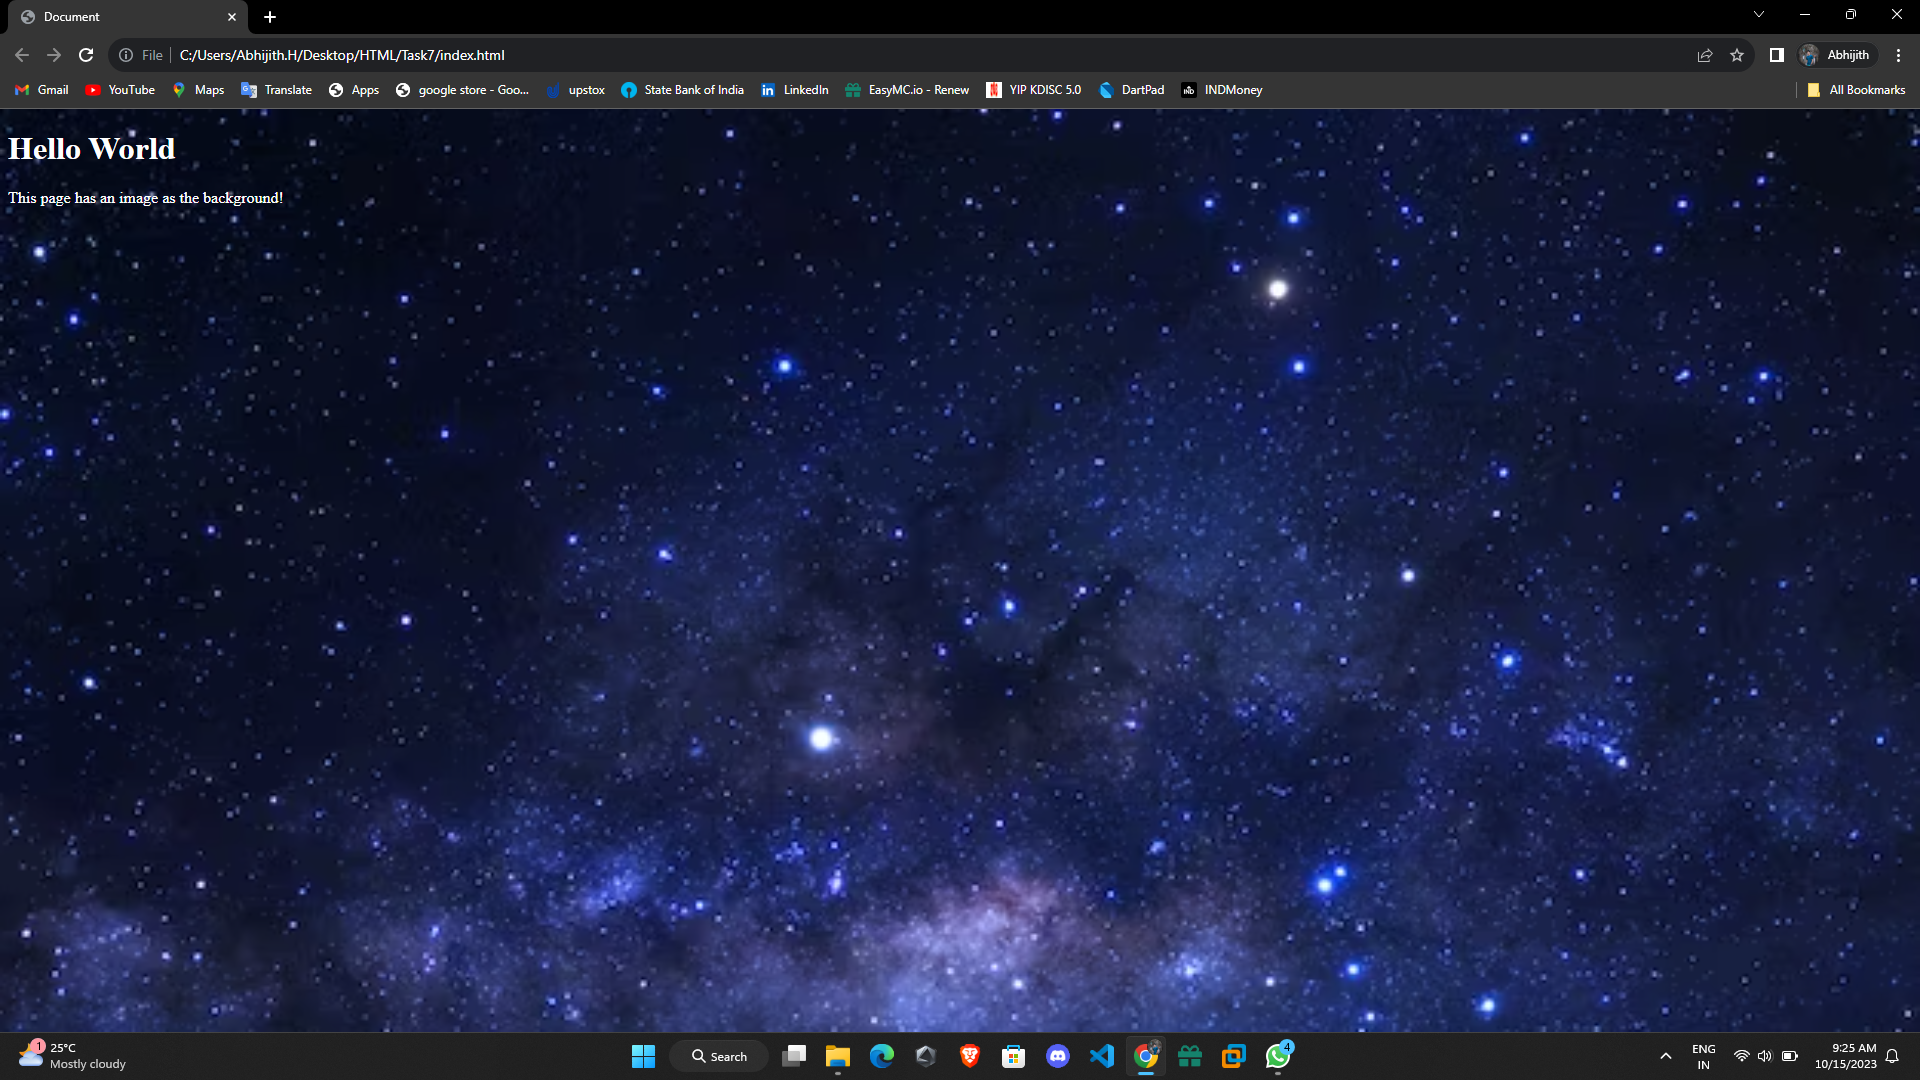 Document
File
C:/Users/Abhijith.H/Desktop/HTML/Task7/index.html
Abhijith
Gmail YouTube Maps Translate Apps google store - Goo... upstox State Bank of India LinkedIn EasyMC.io - Renew YIP KDISC 5.0 DartPad INDMoney All Bookmarks
Hello World
This page has an image as the background!
1
25°C
Mostly cloudy
Search
4
ENG
IN
9:25 AM
10/15/2023